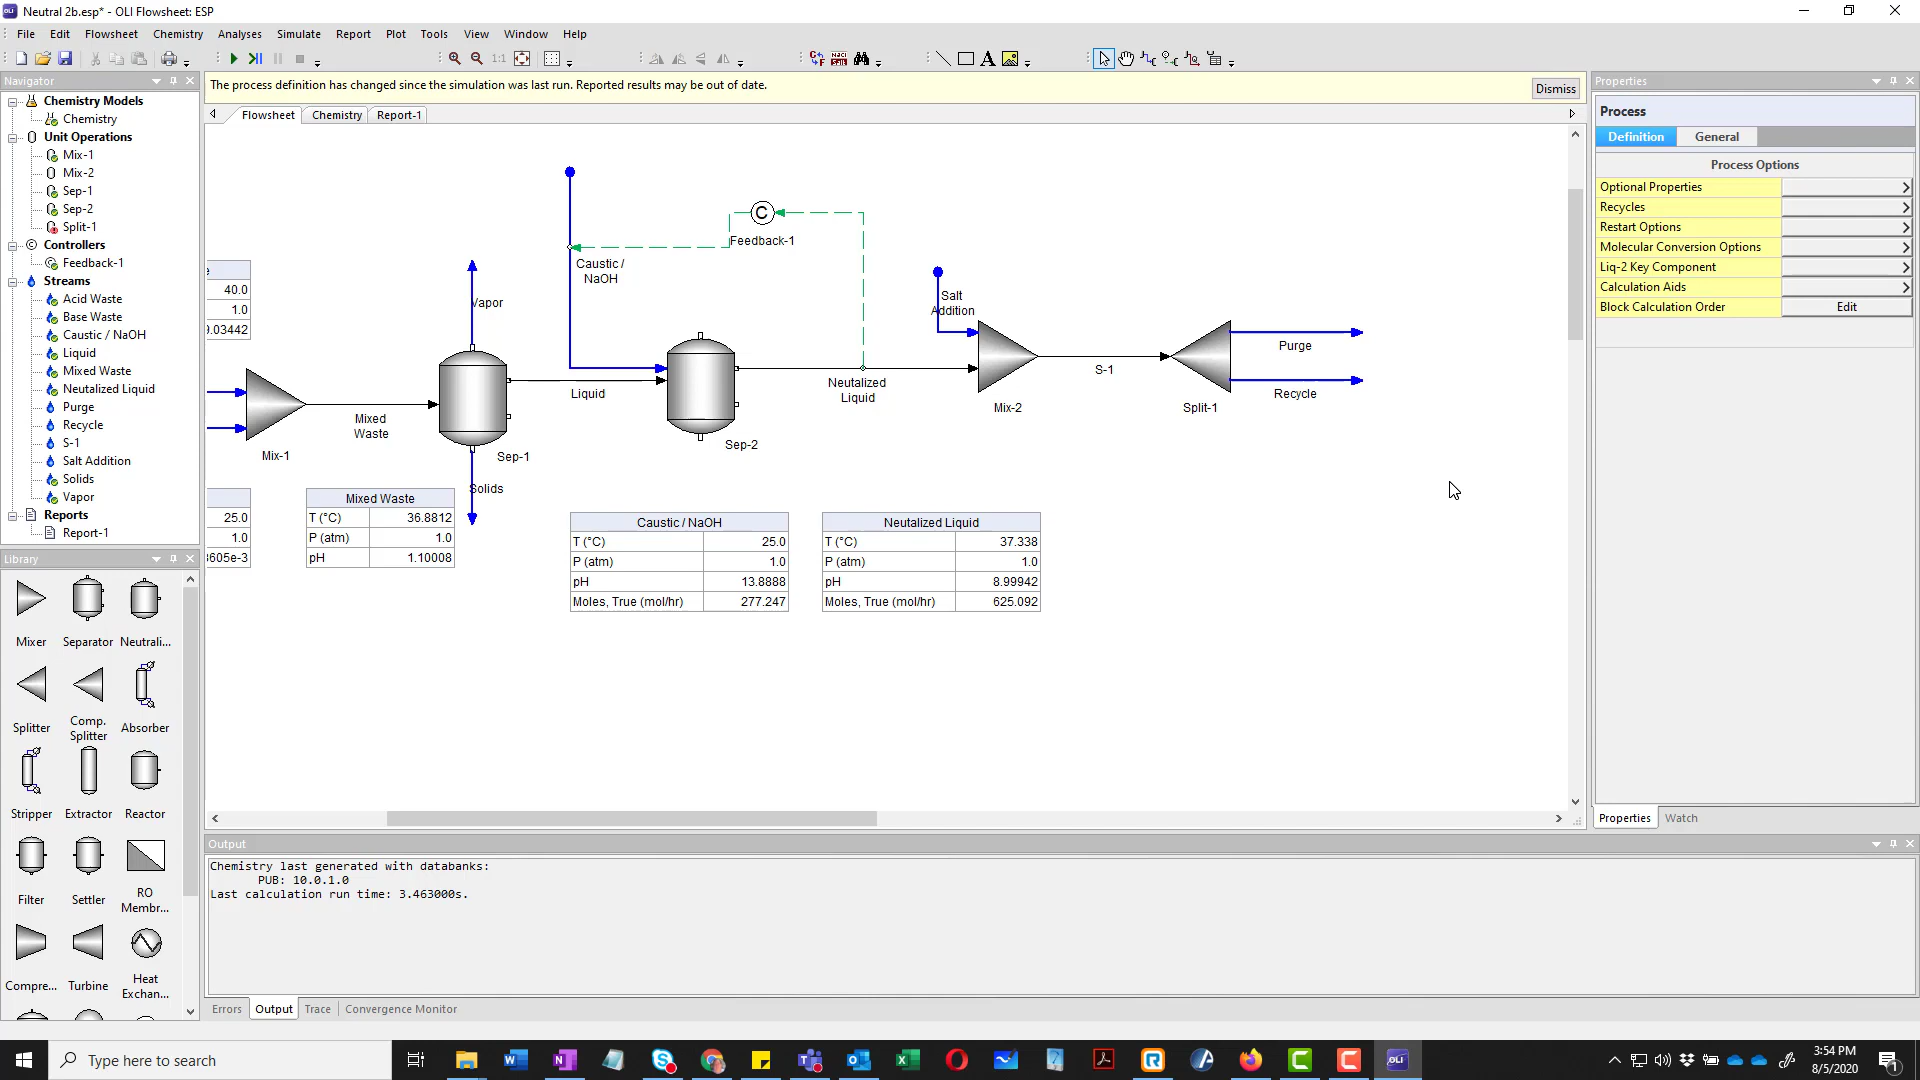 Neutral 2b.esp* - OLI Flowsheet: ESP
File Edit Flowsheet Chemistry Analyses Simulate Report Plot Tools View Window Help
1:1
Navigator
Chemistry Models
Chemistry
Unit Operations
Mix-1
Mix-2
Sep-1
Sep-2
Split-1
Controllers
Feedback-1
Streams
Acid Waste
Base Waste
Caustic / NaOH
Liquid
Mixed Waste
Neutalized Liquid
Purge
Recycle
S-1
Salt Addition
Solids
Vapor
Reports
Report-1
Library
Mixer
Separator
Neutrali...
Splitter
Comp.
Splitter
Absorber
Stripper
Extractor
Reactor
Filter
Settler
RO
Membr...
Compre...
Turbine
Heat
Exchan...
The process definition has changed since the simulation was last run. Reported results may be out of date.
Dismiss
Flowsheet Chemistry Report-1
C
Feedback-1
Caustic /
NaOH
Vapor
Salt
Addition
40.0
1.0
9.03442
Mixed
Waste
Mix-1
Liquid
Sep-1
Solids
Sep-2
Neutalized
Liquid
Mix-2
S-1
Split-1
Purge
Recycle
25.0
1.0
3605e-3
Mixed Waste
T (°C) 36.8812
P (atm) 1.0
pH 1.10008
Caustic / NaOH
T (°C) 25.0
P (atm) 1.0
pH 13.8888
Moles, True (mol/hr) 277.247
Neutalized Liquid
T (°C) 37.338
P (atm) 1.0
pH 8.99942
Moles, True (mol/hr) 625.092
Output
Chemistry last generated with databanks:
PUB: 10.0.1.0
Last calculation run time: 3.463000s.
Errors Output Trace Convergence Monitor
Properties
Process
Definition General
Process Options
Optional Properties
Recycles
Restart Options
Molecular Conversion Options
Liq-2 Key Component
Calculation Aids
Block Calculation Order Edit
Properties Watch
Type here to search
3:54 PM
8/5/2020
1